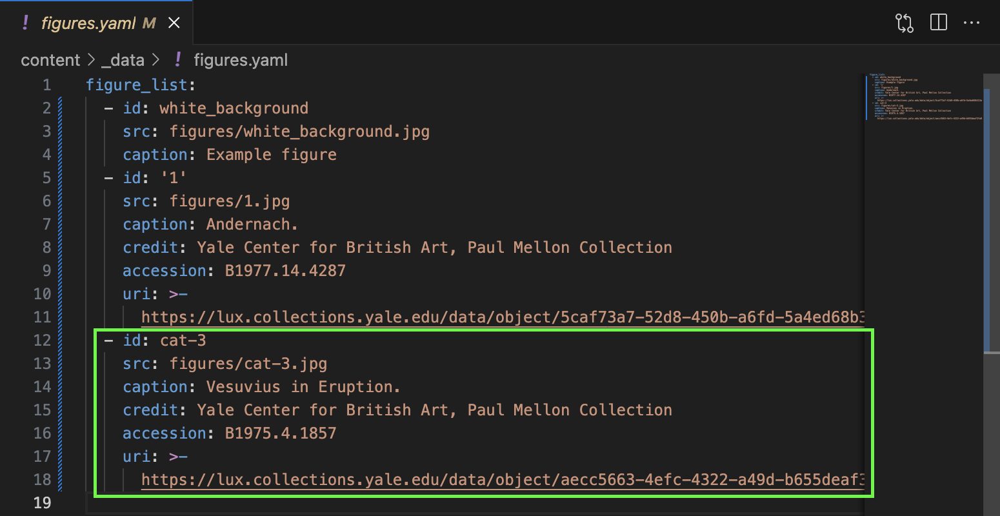 ! figures.yaml M
content > _data > ! figures.yaml
1 figure_list:
2 - id: white_background
3 src: figures/white_background.jpg
4 caption: Example figure
5 - id: '1'
6 src: figures/1.jpg
7 caption: Andernach.
8 credit: Yale Center for British Art, Paul Mellon Collection
9 accession: B1977.14.4287
10 uri: >-
11 https://lux.collections.yale.edu/data/object/5caf73a7-52d8-450b-a6fd-5a4ed68b3
12 - id: cat-3
13 src: figures/cat-3.jpg
14 caption: Vesuvius in Eruption.
15 credit: Yale Center for British Art, Paul Mellon Collection
16 accession: B1975.4.1857
17 uri: >-
18 https://lux.collections.yale.edu/data/object/aecc5663-4efc-4322-a49d-b655deaf3
19